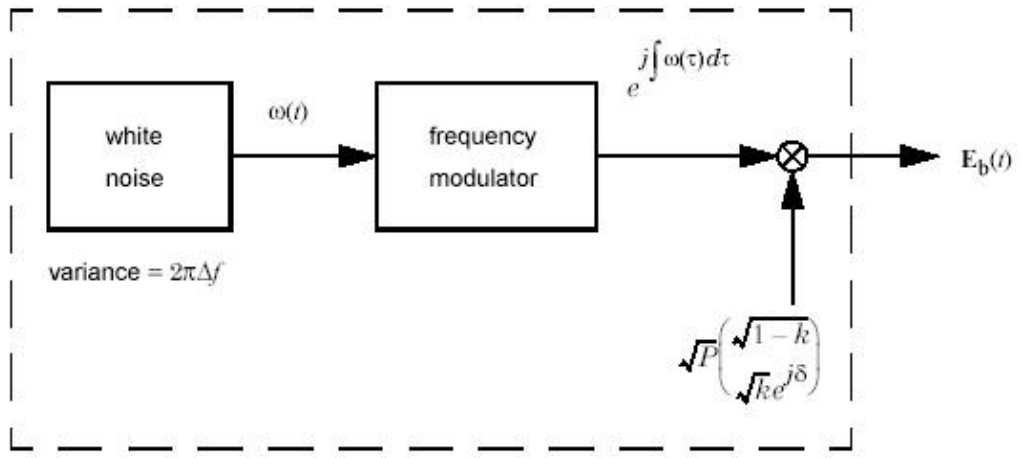 white
noise
ω(t)
frequency
modulator
e^{j∫ω(τ)dτ}
E_b(t)
variance = 2πΔf
√P(√(1 – k)
√k e^{jδ})